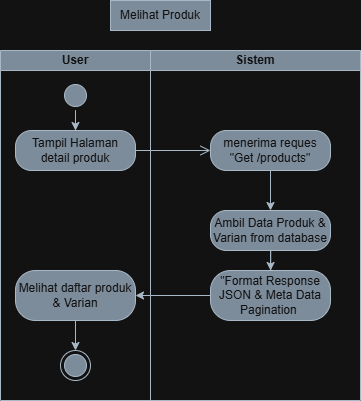 Melihat Produk
User
Sistem
Tampil Halaman
detail produk
menerima reques
"Get /products"
Ambil Data Produk &
Varian from database
Melihat daftar produk
& Varian
"Format Response
JSON & Meta Data
Pagination